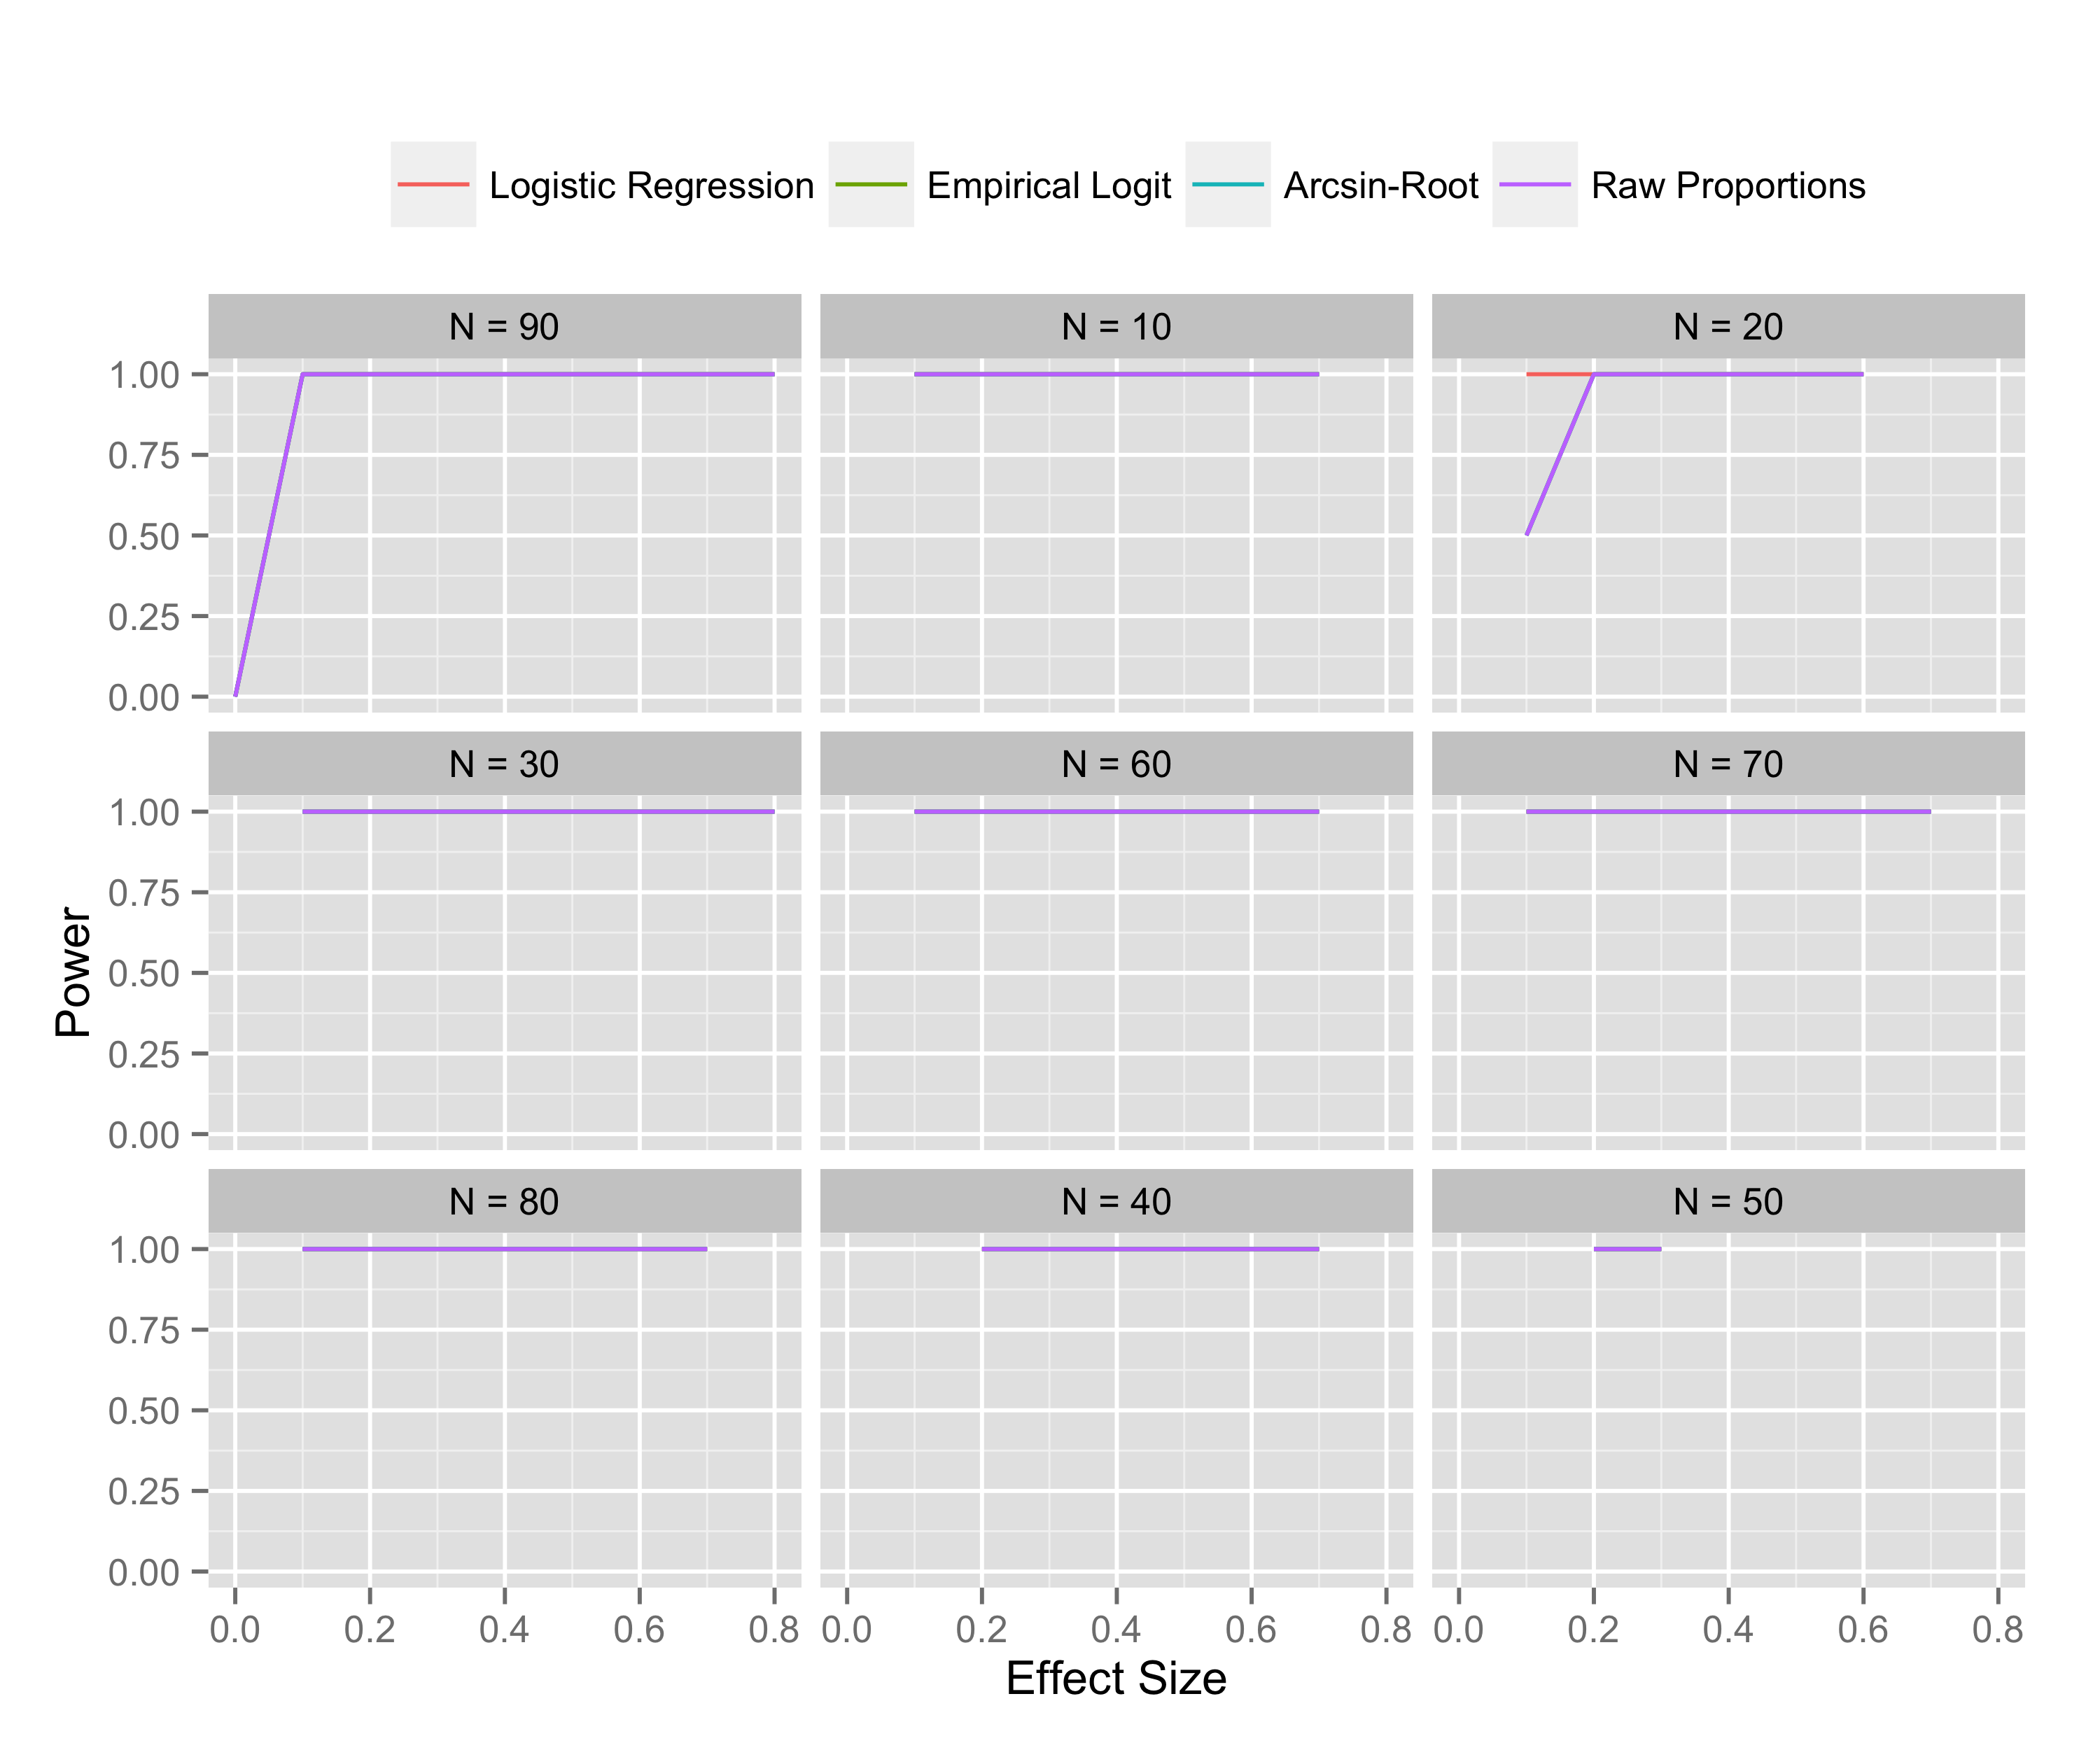 Logistic Regression Empirical Logit Arcsin-Root Raw Proportions
N = 90 N = 10 N = 20
1.00
0.75
0.50
0.25
0.00
N = 30 N = 60 N = 70
1.00
0.75
0.50
0.25
0.00
Power
N = 80 N = 40 N = 50
1.00
0.75
0.50
0.25
0.00
0.0 0.2 0.4 0.6 0.8 0.0 0.2 0.4 0.6 0.8 0.0 0.2 0.4 0.6 0.8
Effect Size